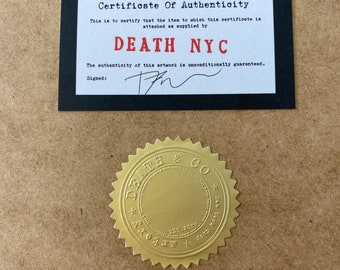 Certificate Of Authenticity
This is to certify that the item to which this certificate is
attached as supplied by
DEATH NYC
The authenticity of this artwork is unconditionally guaranteed.
Signed:
DEATH & CO